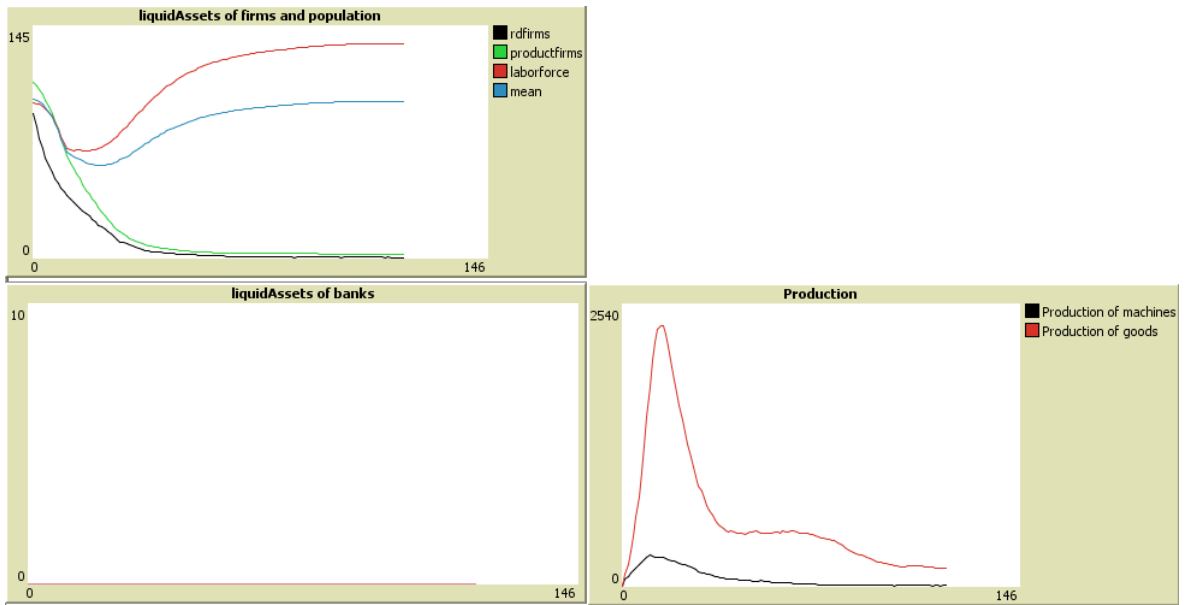 liquidAssets of firms and population
145
0
0
146
rdfirms
productfirms
laborforce
mean
liquidAssets of banks
10
0
0
146
Production
2540
0
0
146
Production of machines
Production of goods